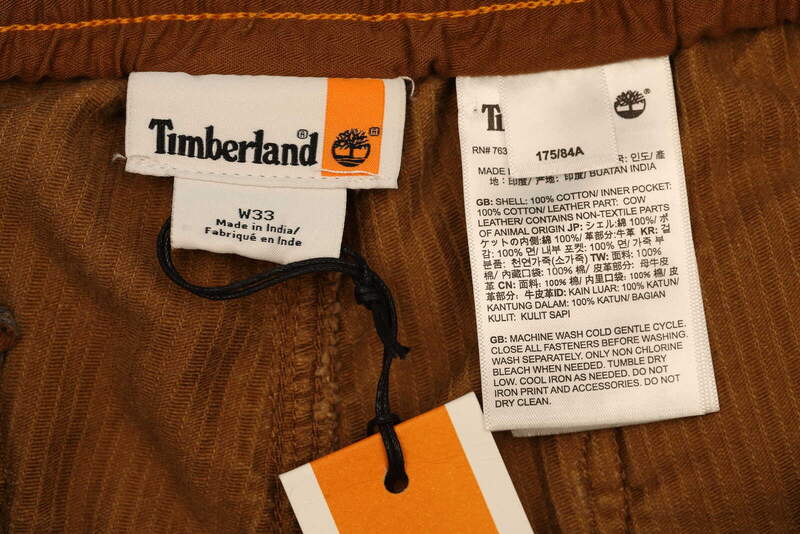 Timberland
W33
Made in India/
Fabriqué en Inde
Ti
RN# 763
175/84A
MADE I
인도/ 產
地: 印度/ 产地: 印度/ BUATAN INDIA
GB: SHELL: 100% COTTON/ INNER POCKET:
100% COTTON/ LEATHER PART: COW
LEATHER/ CONTAINS NON-TEXTILE PARTS
OF ANIMAL ORIGIN JP: シェル: 綿 100%/ ポ
ケットの内側: 綿 100%/ 革部分: 牛革 KR: 겉
감: 100% 면/ 내부 포켓: 100% 면/ 가죽 부
분품: 천연가죽(소가죽) TW: 面料: 100%
棉/ 內藏口袋: 100% 棉/ 皮革部分: 母牛皮
革 CN: 面料: 100% 棉/ 内里口袋: 100%
棉/ 皮革部分: 牛皮革ID: KAIN LUAR: 100% KATUN/
KANTUNG DALAM: 100% KATUN/ BAGIAN
KULIT: KULIT SAPI
GB: MACHINE WASH COLD GENTLE CYCLE.
CLOSE ALL FASTENERS BEFORE WASHING.
WASH SEPARATELY. ONLY NON CHLORINE
BLEACH WHEN NEEDED. TUMBLE DRY
LOW. COOL IRON AS NEEDED. DO NOT
IRON PRINT AND ACCESSORIES. DO NOT
DRY CLEAN.